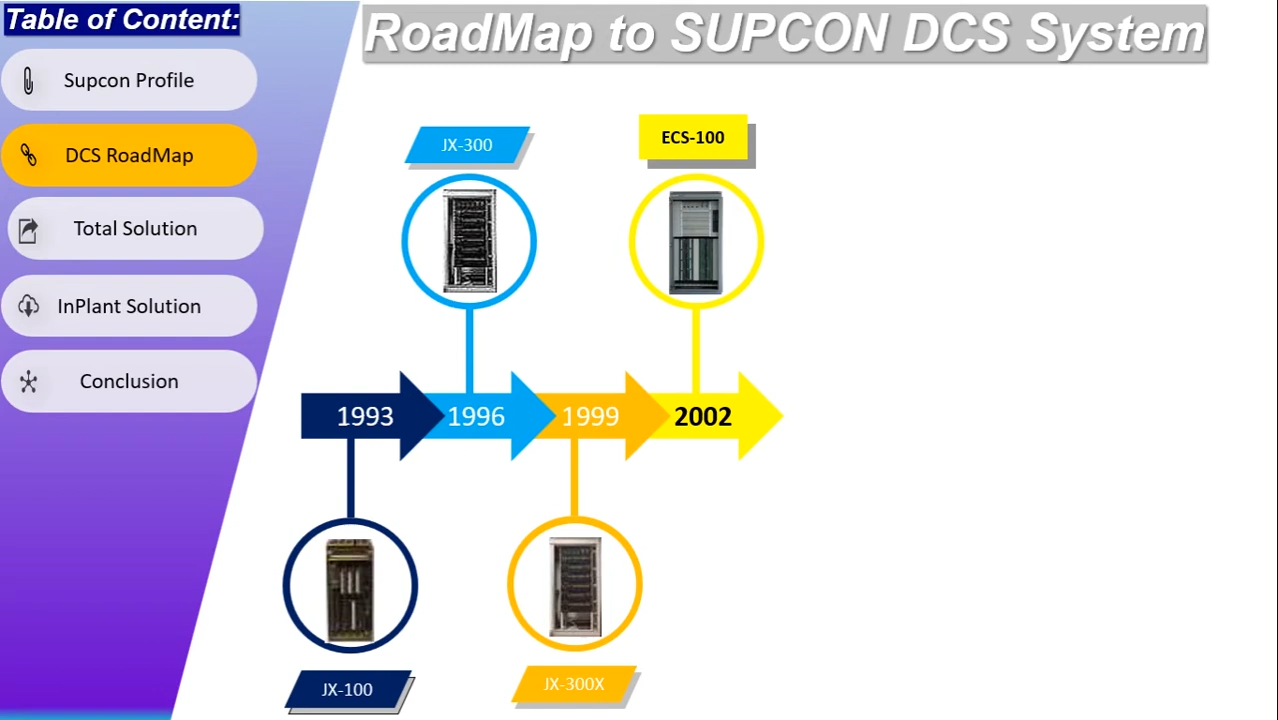 Table of Content:
Supcon Profile
DCS RoadMap
Total Solution
InPlant Solution
Conclusion
RoadMap to SUPCON DCS System
JX-300
ECS-100
1993
1996
1999
2002
JX-100
JX-300X